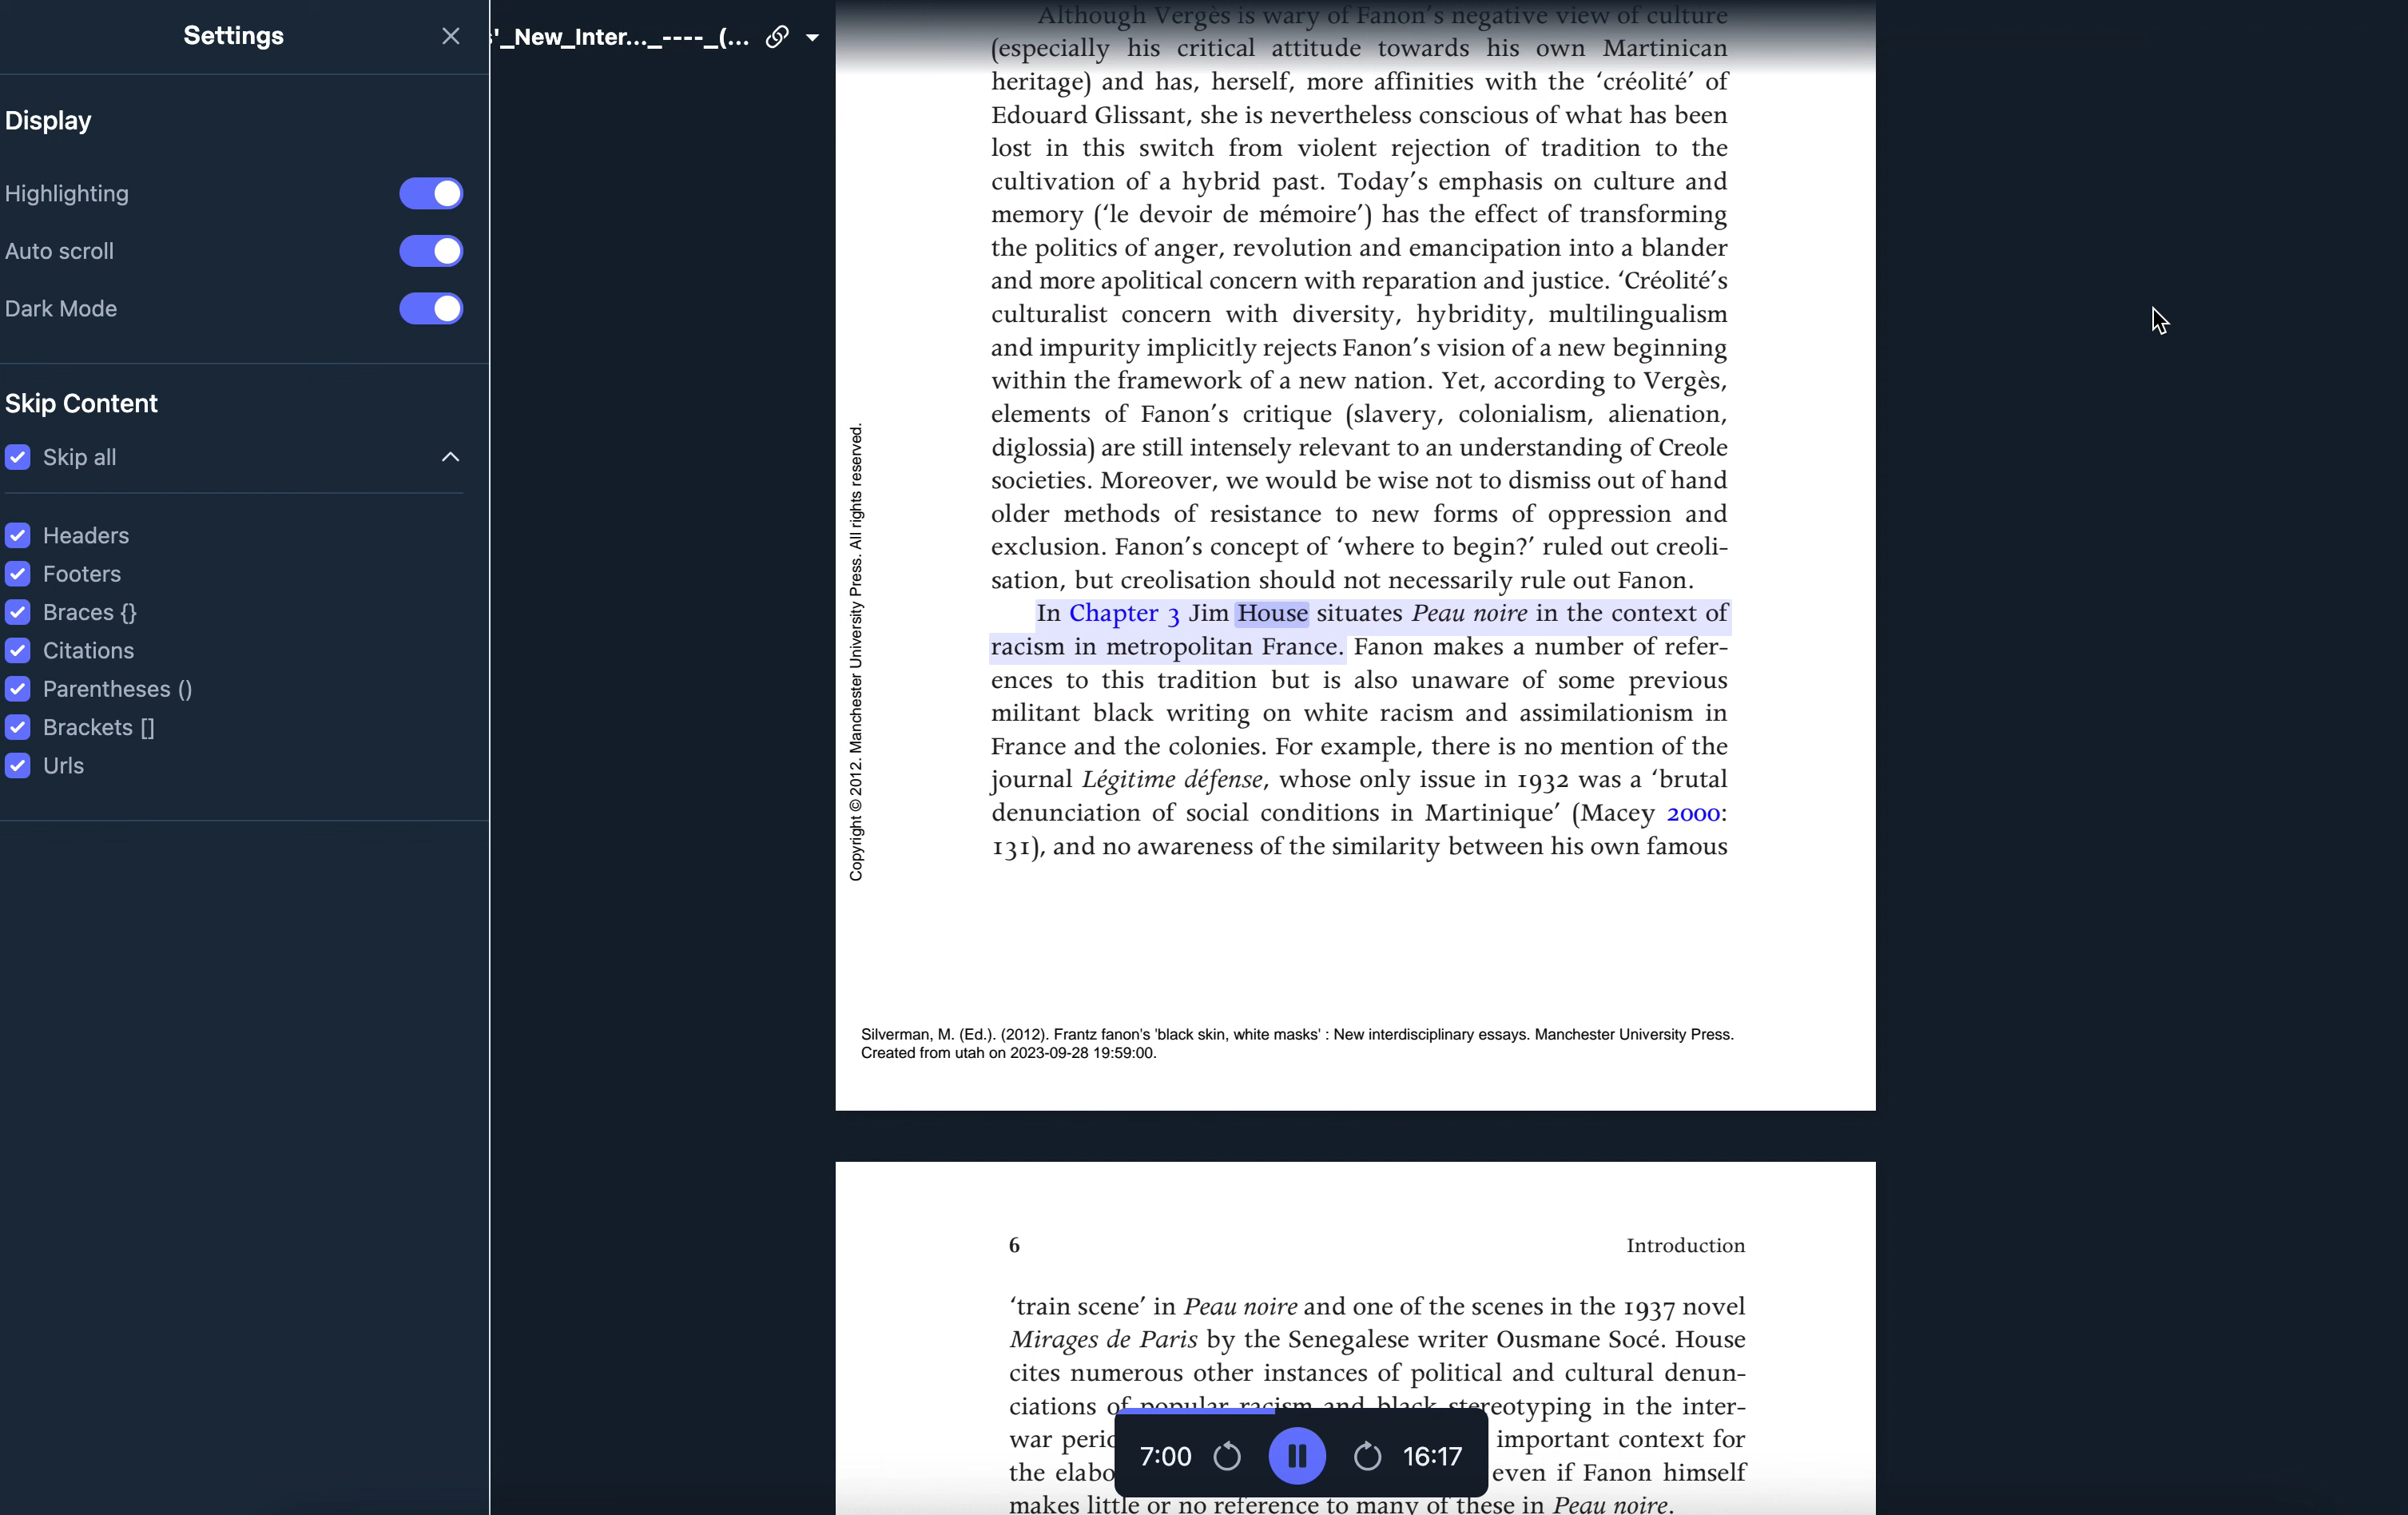 Settings
Display
Highlighting
Auto scroll
Dark Mode
Skip Content
Skip all
Headers
Footers
Braces {}
Citations
Parentheses ()
Brackets []
Urls
'_New_Inter..._----_(...
Although Vergès is wary of Fanon’s negative view of culture
(especially his critical attitude towards his own Martinican
heritage) and has, herself, more affinities with the ‘créolité’ of
Edouard Glissant, she is nevertheless conscious of what has been
lost in this switch from violent rejection of tradition to the
cultivation of a hybrid past. Today’s emphasis on culture and
memory (‘le devoir de mémoire’) has the effect of transforming
the politics of anger, revolution and emancipation into a blander
and more apolitical concern with reparation and justice. ‘Créolité’s
culturalist concern with diversity, hybridity, multilingualism
and impurity implicitly rejects Fanon’s vision of a new beginning
within the framework of a new nation. Yet, according to Vergès,
elements of Fanon’s critique (slavery, colonialism, alienation,
diglossia) are still intensely relevant to an understanding of Creole
societies. Moreover, we would be wise not to dismiss out of hand
older methods of resistance to new forms of oppression and
exclusion. Fanon’s concept of ‘where to begin?’ ruled out creoli-
sation, but creolisation should not necessarily rule out Fanon.
In Chapter 3 Jim House situates Peau noire in the context of
racism in metropolitan France. Fanon makes a number of refer-
ences to this tradition but is also unaware of some previous
militant black writing on white racism and assimilationism in
France and the colonies. For example, there is no mention of the
journal Légitime défense, whose only issue in 1932 was a ‘brutal
denunciation of social conditions in Martinique’ (Macey 2000:
131), and no awareness of the similarity between his own famous
Copyright © 2012. Manchester University Press. All rights reserved.
Silverman, M. (Ed.). (2012). Frantz fanon's 'black skin, white masks' : New interdisciplinary essays. Manchester University Press.
Created from utah on 2023-09-28 19:59:00.
6 Introduction
‘train scene’ in Peau noire and one of the scenes in the 1937 novel
Mirages de Paris by the Senegalese writer Ousmane Socé. House
cites numerous other instances of political and cultural denun-
ciations of popular racism and black stereotyping in the inter-
war perio important context for
the elabo even if Fanon himself
makes little or no reference to many of these in Peau noire.
7:00 16:17